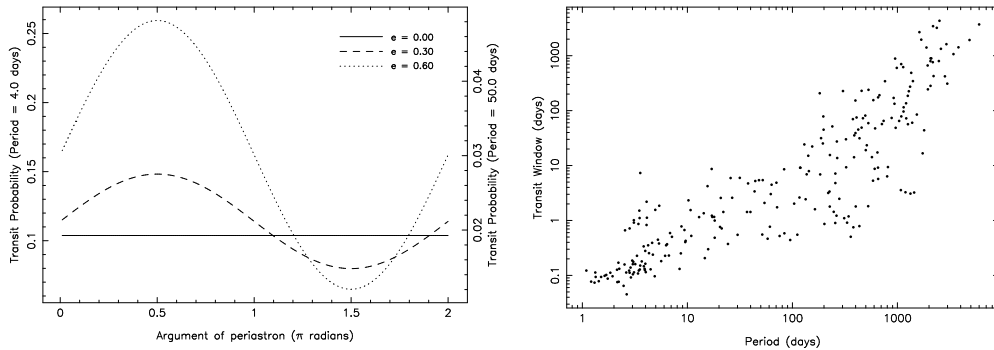 Transit Probability (Period = 4.0 days)
0.25
0.2
0.15
0.1
e = 0.00
e = 0.30
e = 0.60
0.04
0.03
0.02
Transit Probability (Period = 50.0 days)
0
0.5
1
1.5
2
Argument of periastron (π radians)
Transit Window (days)
1000
100
10
1
0.1
1
10
100
1000
Period (days)